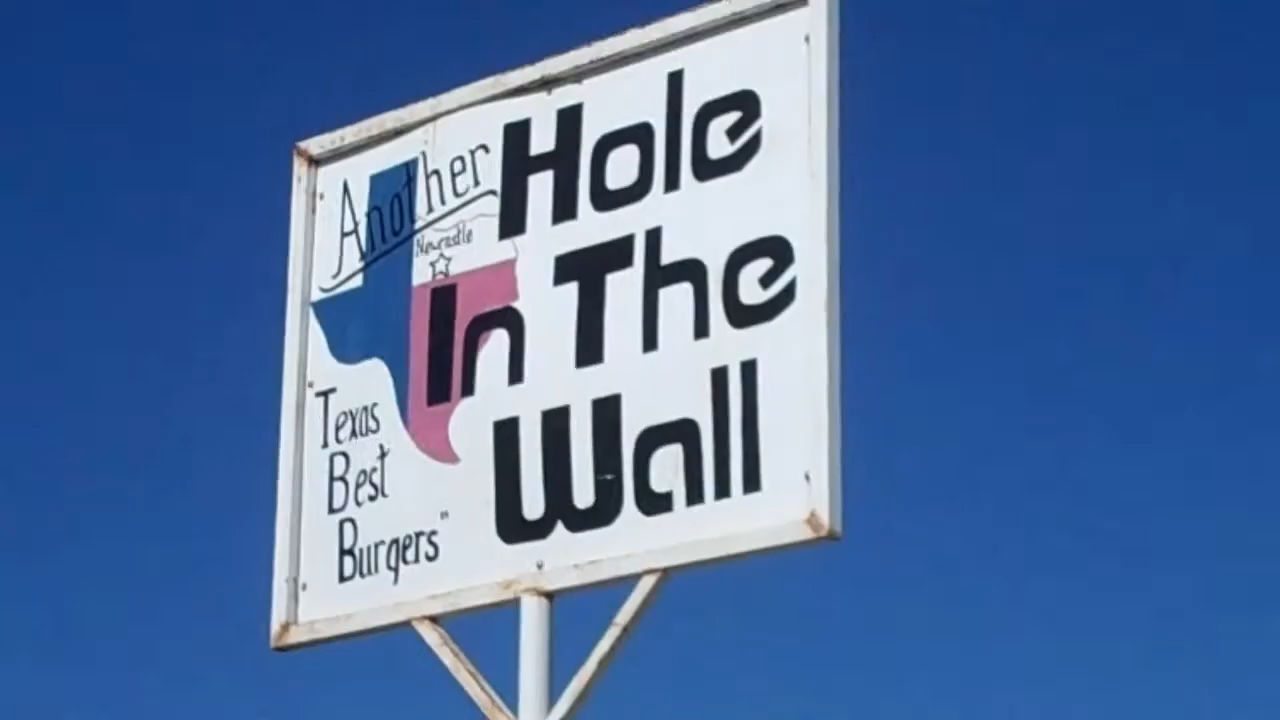 Another
Hole
Newcastle
In The
Wall
Texas
Best
Burgers"